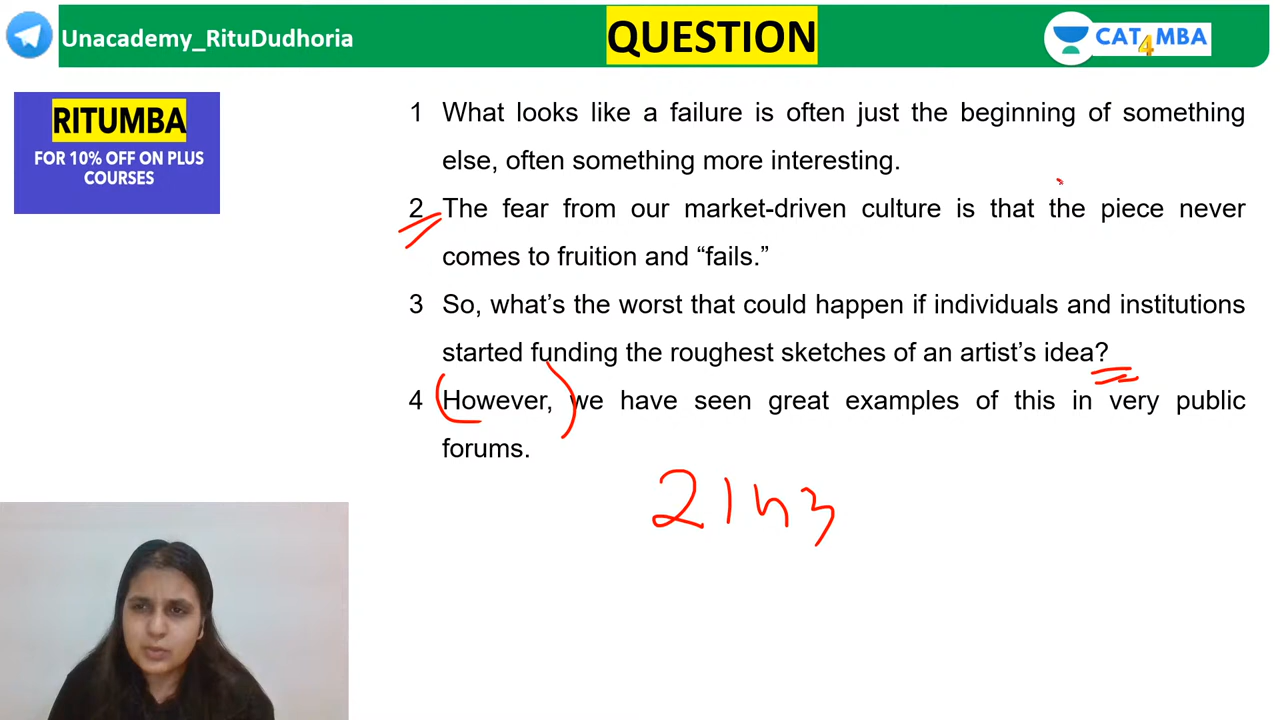 Unacademy_RituDudhoria
QUESTION
CAT4MBA
RITUMBA
FOR 10% OFF ON PLUS
COURSES
1 What looks like a failure is often just the beginning of something
else, often something more interesting.
2 The fear from our market-driven culture is that the piece never
comes to fruition and “fails.”
3 So, what’s the worst that could happen if individuals and institutions
started funding the roughest sketches of an artist’s idea?
4 However, we have seen great examples of this in very public
forums.
2143